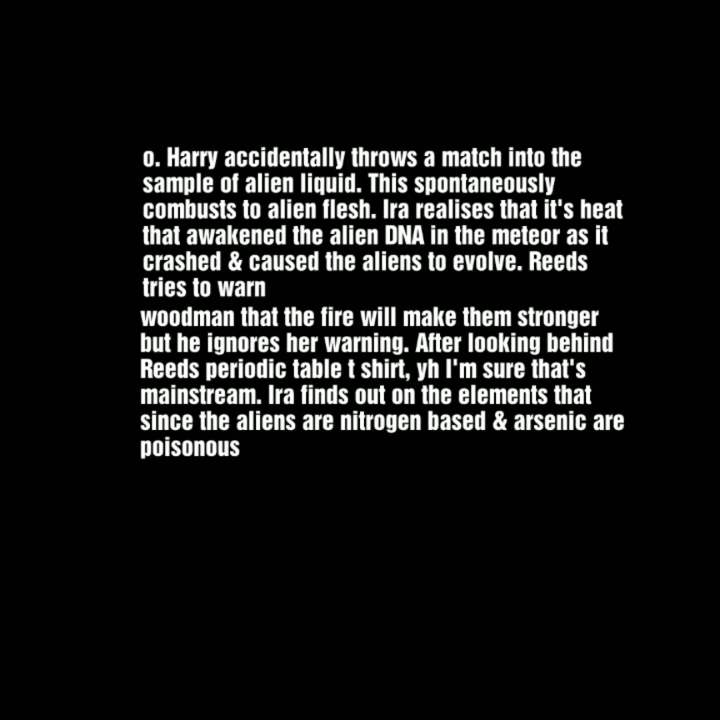 o. Harry accidentally throws a match into the
sample of alien liquid. This spontaneously
combusts to alien flesh. Ira realises that it's heat
that awakened the alien DNA in the meteor as it
crashed & caused the aliens to evolve. Reeds
tries to warn
woodman that the fire will make them stronger
but he ignores her warning. After looking behind
Reeds periodic table t shirt, yh I'm sure that's
mainstream. Ira finds out on the elements that
since the aliens are nitrogen based & arsenic are
poisonous